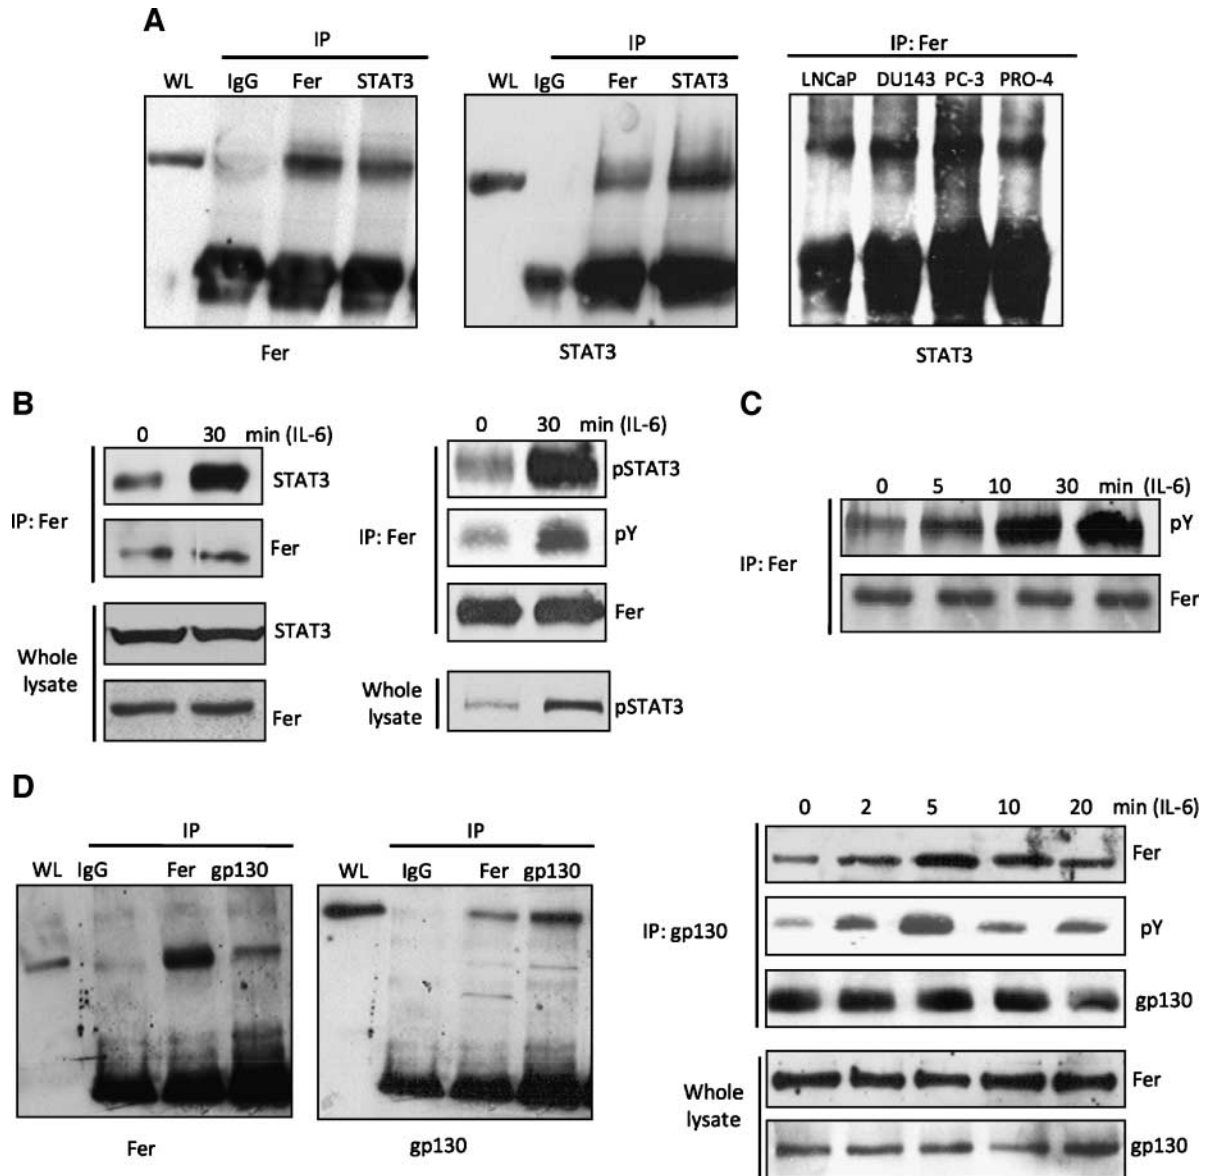 A
IP
WL IgG Fer STAT3
Fer
IP
WL IgG Fer STAT3
STAT3
IP: Fer
LNCaP DU143 PC-3 PRO-4
STAT3
B
0 30 min (IL-6)
IP: Fer
STAT3
Fer
Whole
lysate
STAT3
Fer
0 30 min (IL-6)
IP: Fer
pSTAT3
pY
Fer
Whole
lysate
pSTAT3
C
0 5 10 30 min (IL-6)
IP: Fer
pY
Fer
D
IP
WL IgG Fer gp130
Fer
IP
WL IgG Fer gp130
gp130
0 2 5 10 20 min (IL-6)
IP: gp130
Fer
pY
gp130
Whole
lysate
Fer
gp130